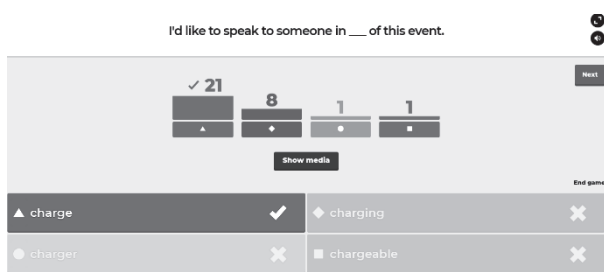 I'd like to speak to someone in ___ of this event.
Next
21
8
1
1
Show media
End game
charge
charging
charger
chargeable